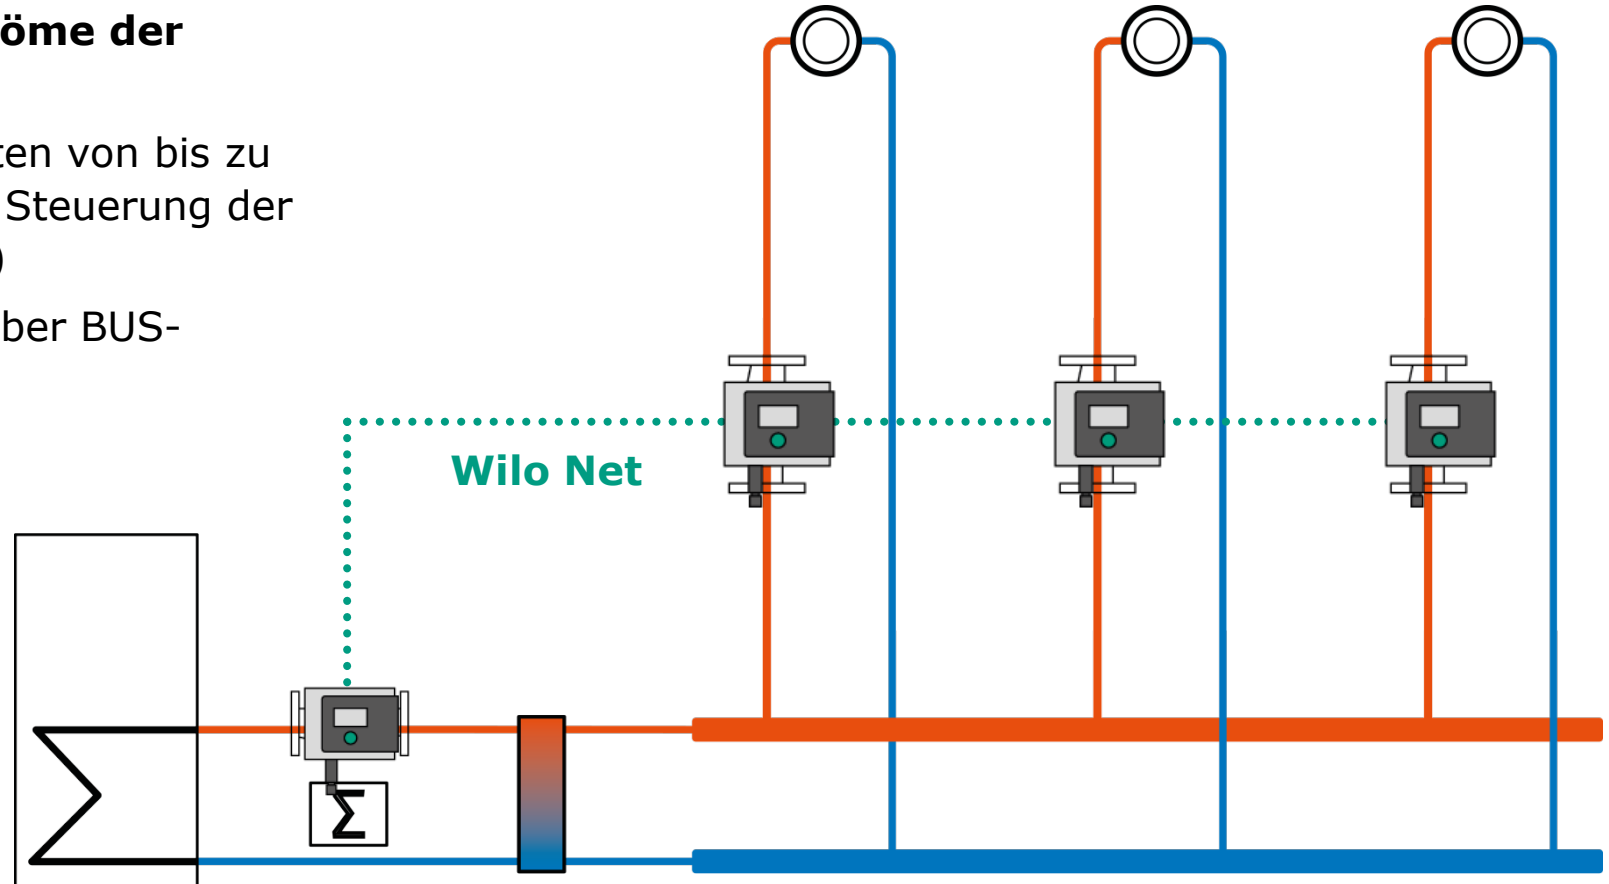 öme der
ten von bis zu
Steuerung der
)
ber BUS-
Wilo Net
Σ